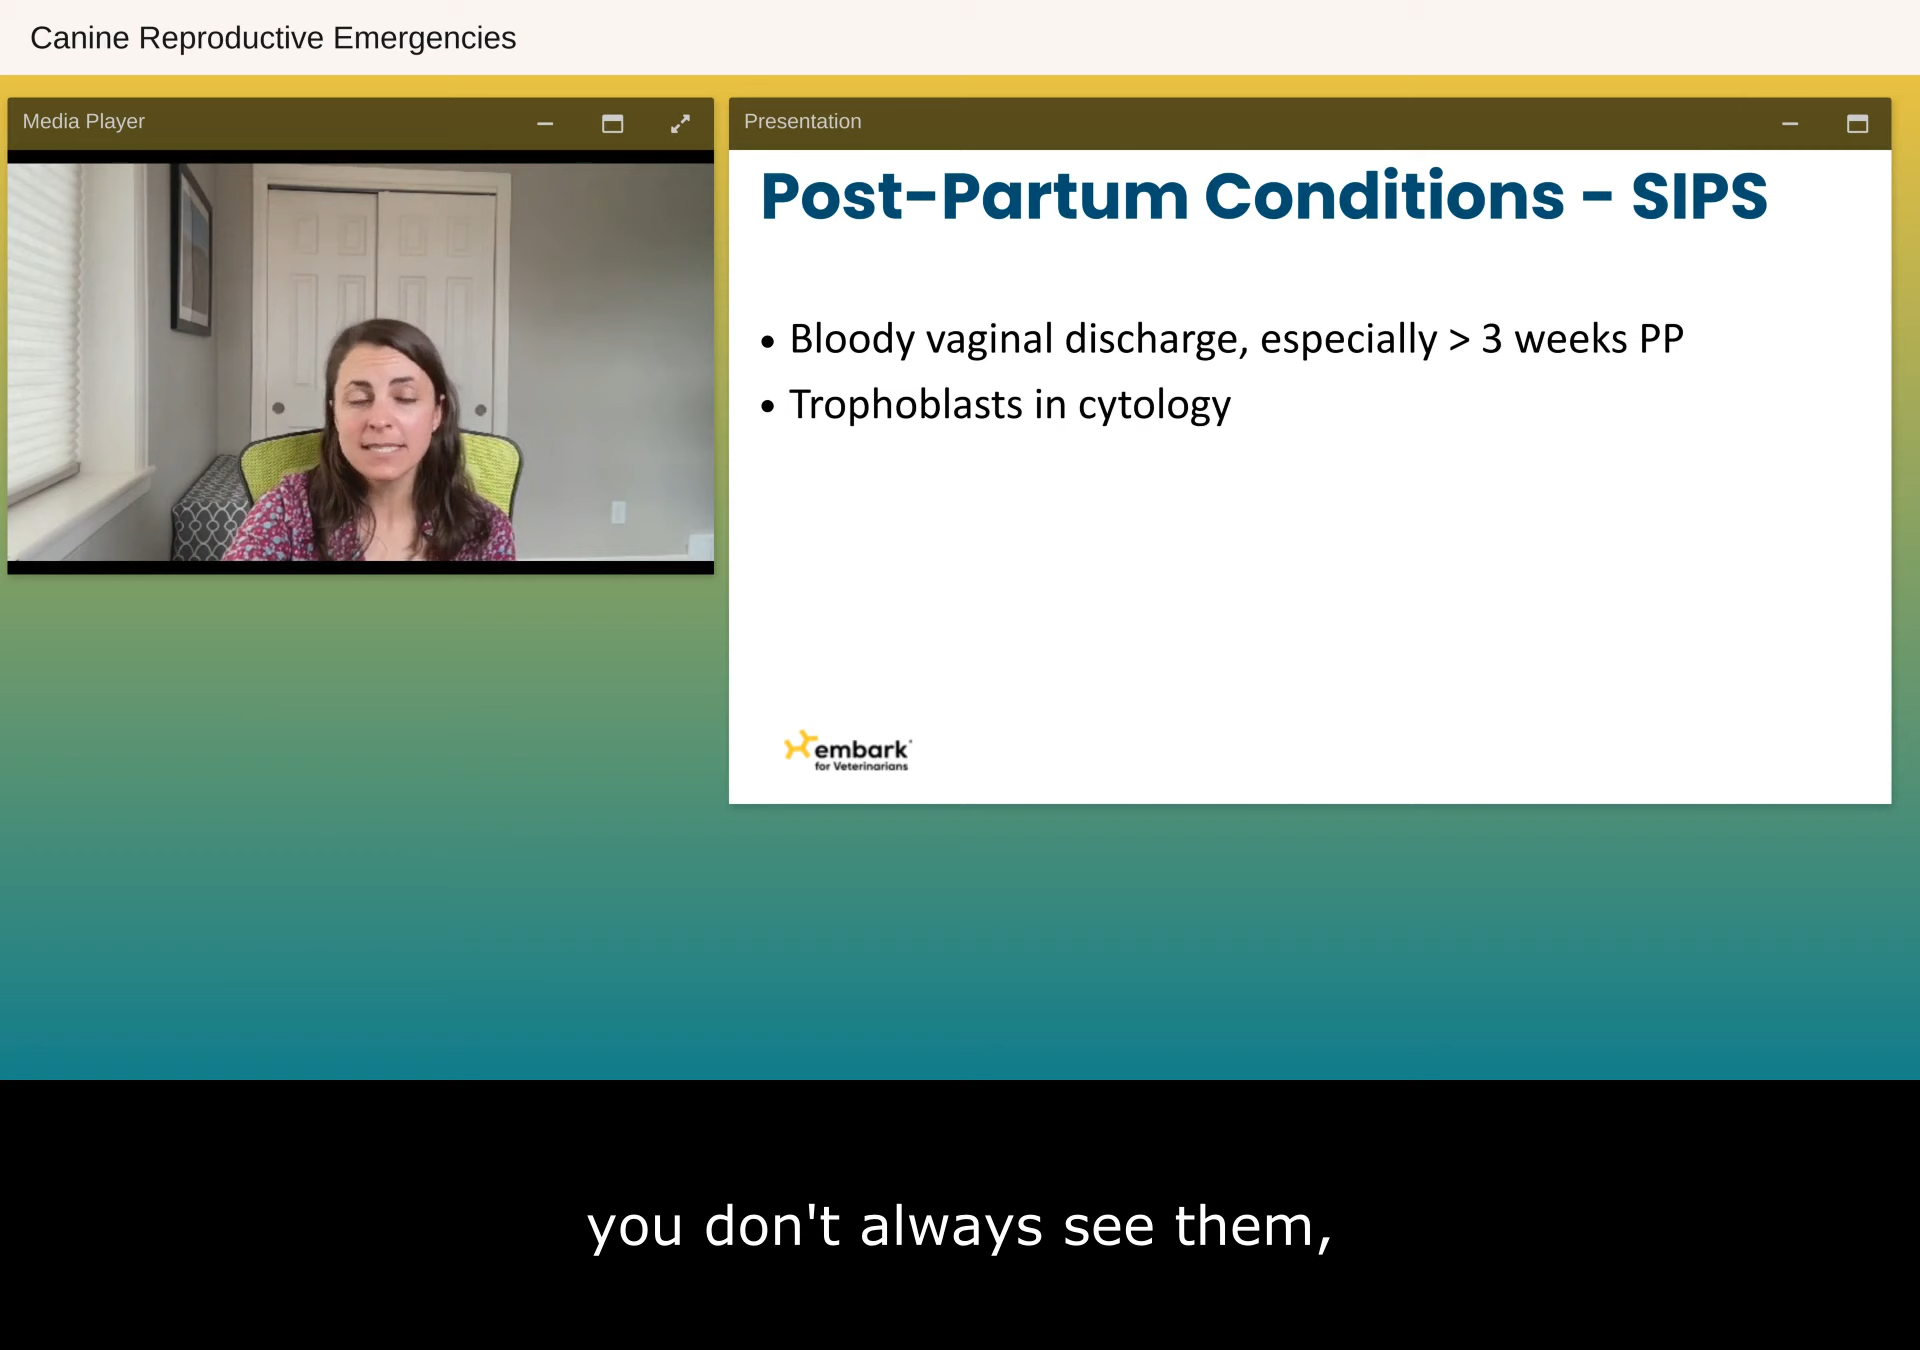 Canine Reproductive Emergencies
Media Player
Presentation
Post-Partum Conditions - SIPS
• Bloody vaginal discharge, especially > 3 weeks PP
• Trophoblasts in cytology
embark
for Veterinarians
you don't always see them,